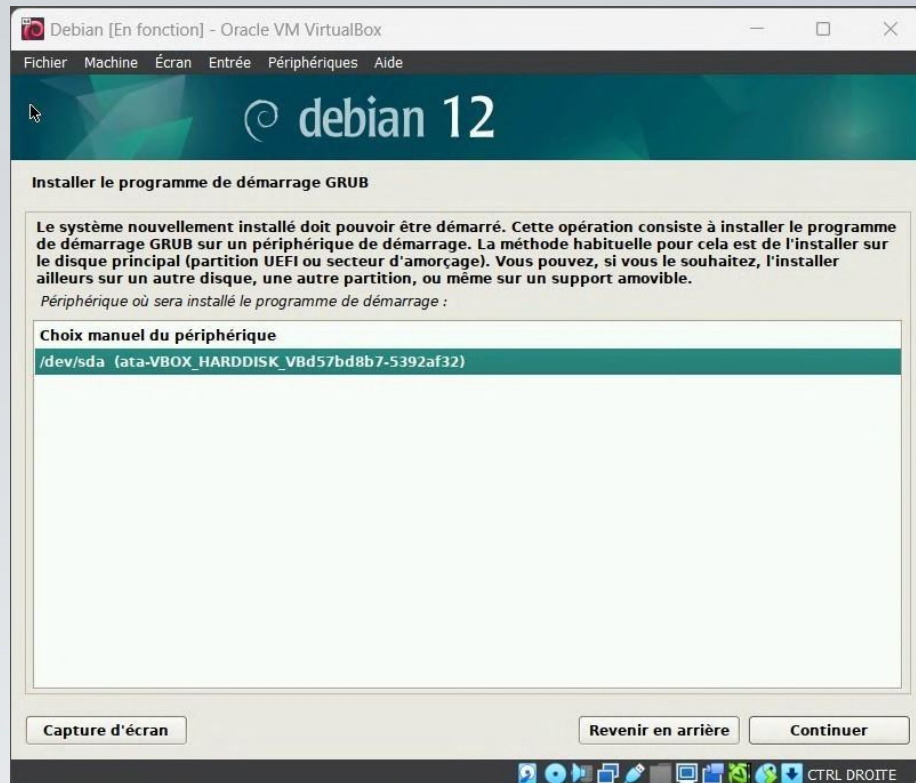 Debian [En fonction] - Oracle VM VirtualBox
Fichier Machine Écran Entrée Périphériques Aide
debian 12
Installer le programme de démarrage GRUB
Le système nouvellement installé doit pouvoir être démarré. Cette opération consiste à installer le programme
de démarrage GRUB sur un périphérique de démarrage. La méthode habituelle pour cela est de l'installer sur
le disque principal (partition UEFI ou secteur d'amorçage). Vous pouvez, si vous le souhaitez, l'installer
ailleurs sur un autre disque, une autre partition, ou même sur un support amovible.
Périphérique où sera installé le programme de démarrage :
Choix manuel du périphérique
/dev/sda (ata-VBOX_HARDDISK_VBd57bd8b7-5392af32)
Capture d'écran Revenir en arrière Continuer
CTRL DROITE